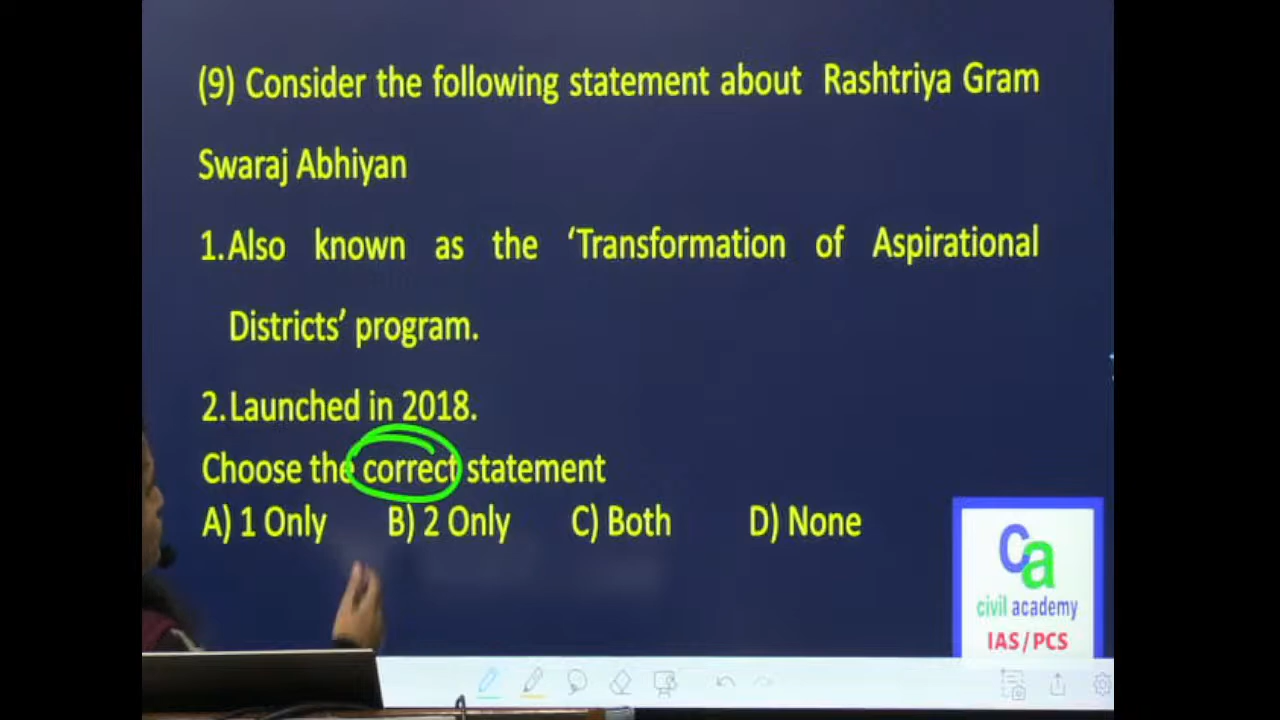 (9) Consider the following statement about Rashtriya Gram
Swaraj Abhiyan
1.Also known as the ‘Transformation of Aspirational
Districts’ program.
2.Launched in 2018.
Choose the correct statement
A) 1 Only B) 2 Only C) Both D) None
ca
civil academy
IAS/PCS